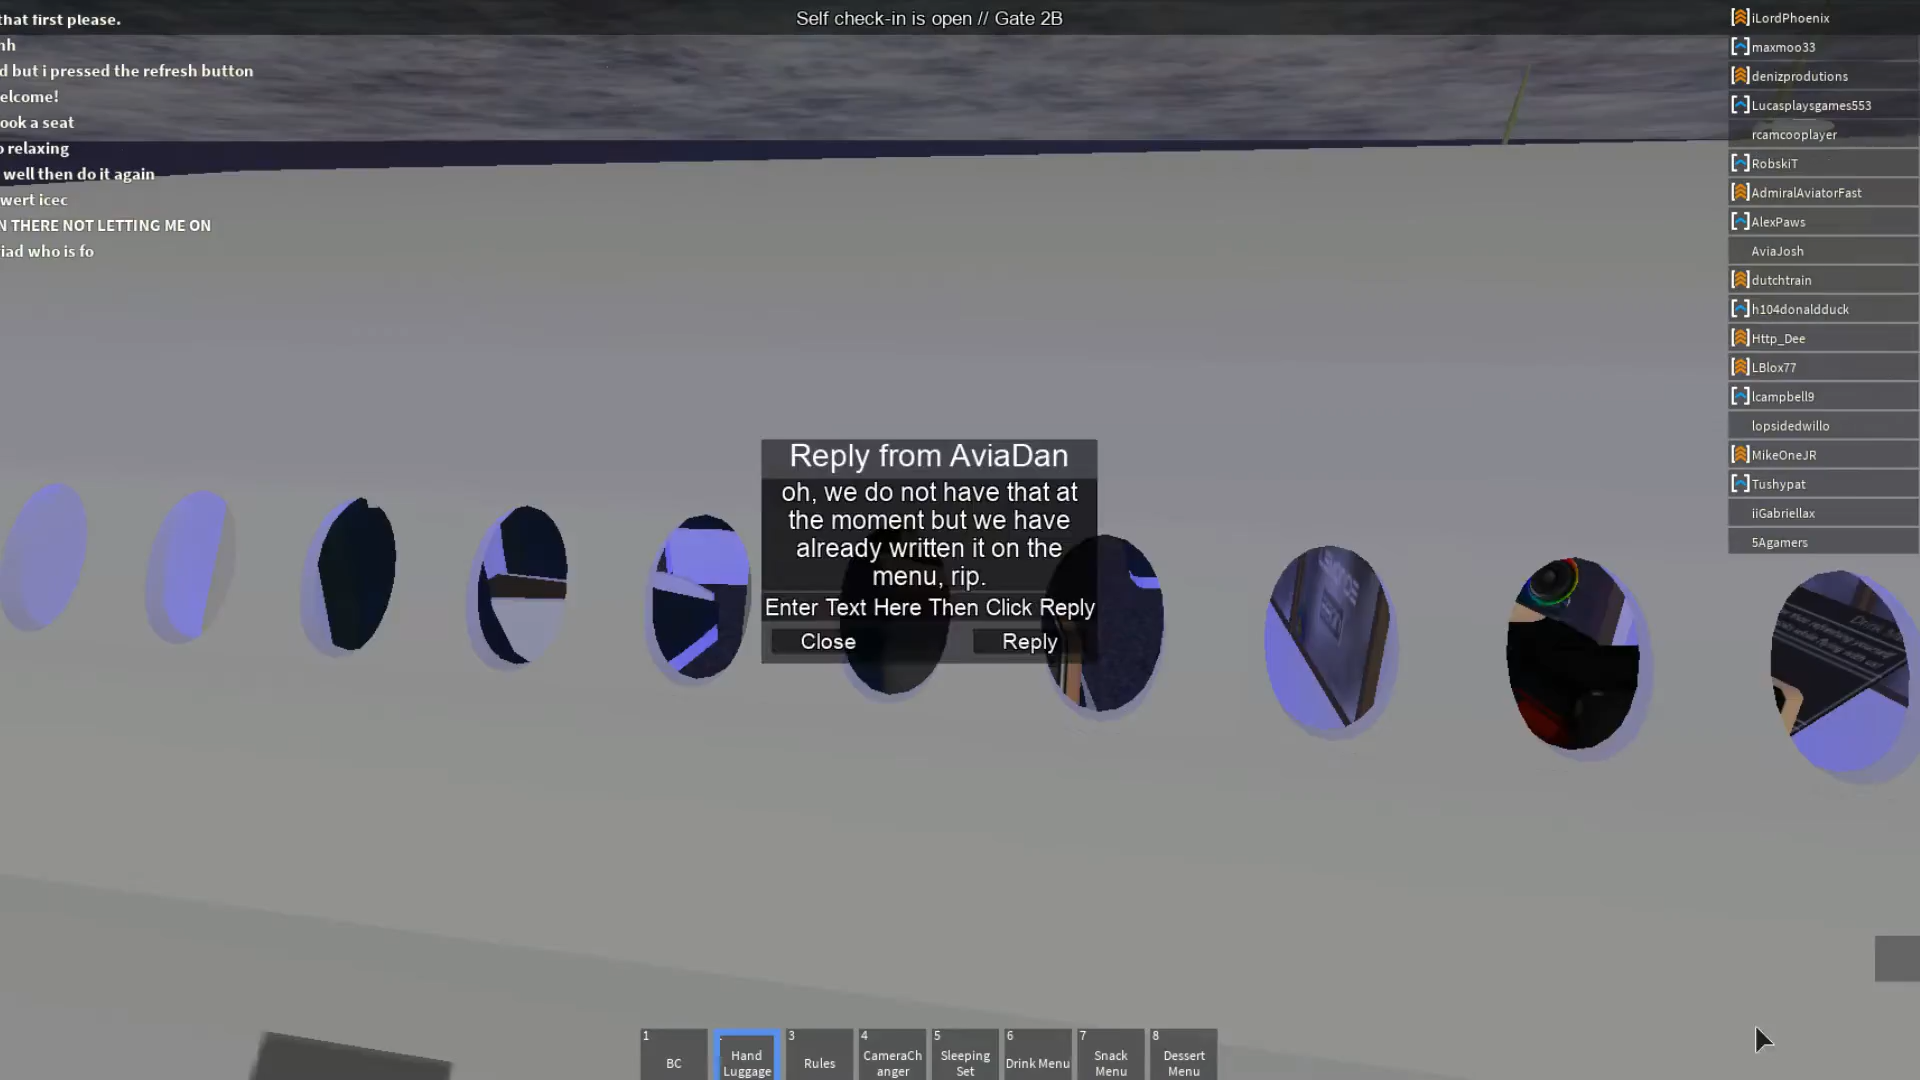 Self check-in is open // Gate 2B
that first please.
hh
d but i pressed the refresh button
elcome!
ook a seat
o relaxing
well then do it again
wert icec
N THERE NOT LETTING ME ON
iad who is fo
iLordPhoenix
maxmoo33
denizprodutions
Lucasplaysgames553
rcamcooplayer
RobskiT
AdmiralAviatorFast
AlexPaws
AviaJosh
dutchtrain
h104donaldduck
Http_Dee
LBlox77
lcampbell9
lopsidedwillo
MikeOneJR
Tushypat
iiGabriellax
5Agamers
Reply from AviaDan
oh, we do not have that at
the moment but we have
already written it on the
menu, rip.
Enter Text Here Then Click Reply
Close Reply
1 BC
Hand
Luggage
3 Rules
4 CameraCh
anger
5 Sleeping
Set
6 Drink Menu
7 Snack
Menu
8 Dessert
Menu